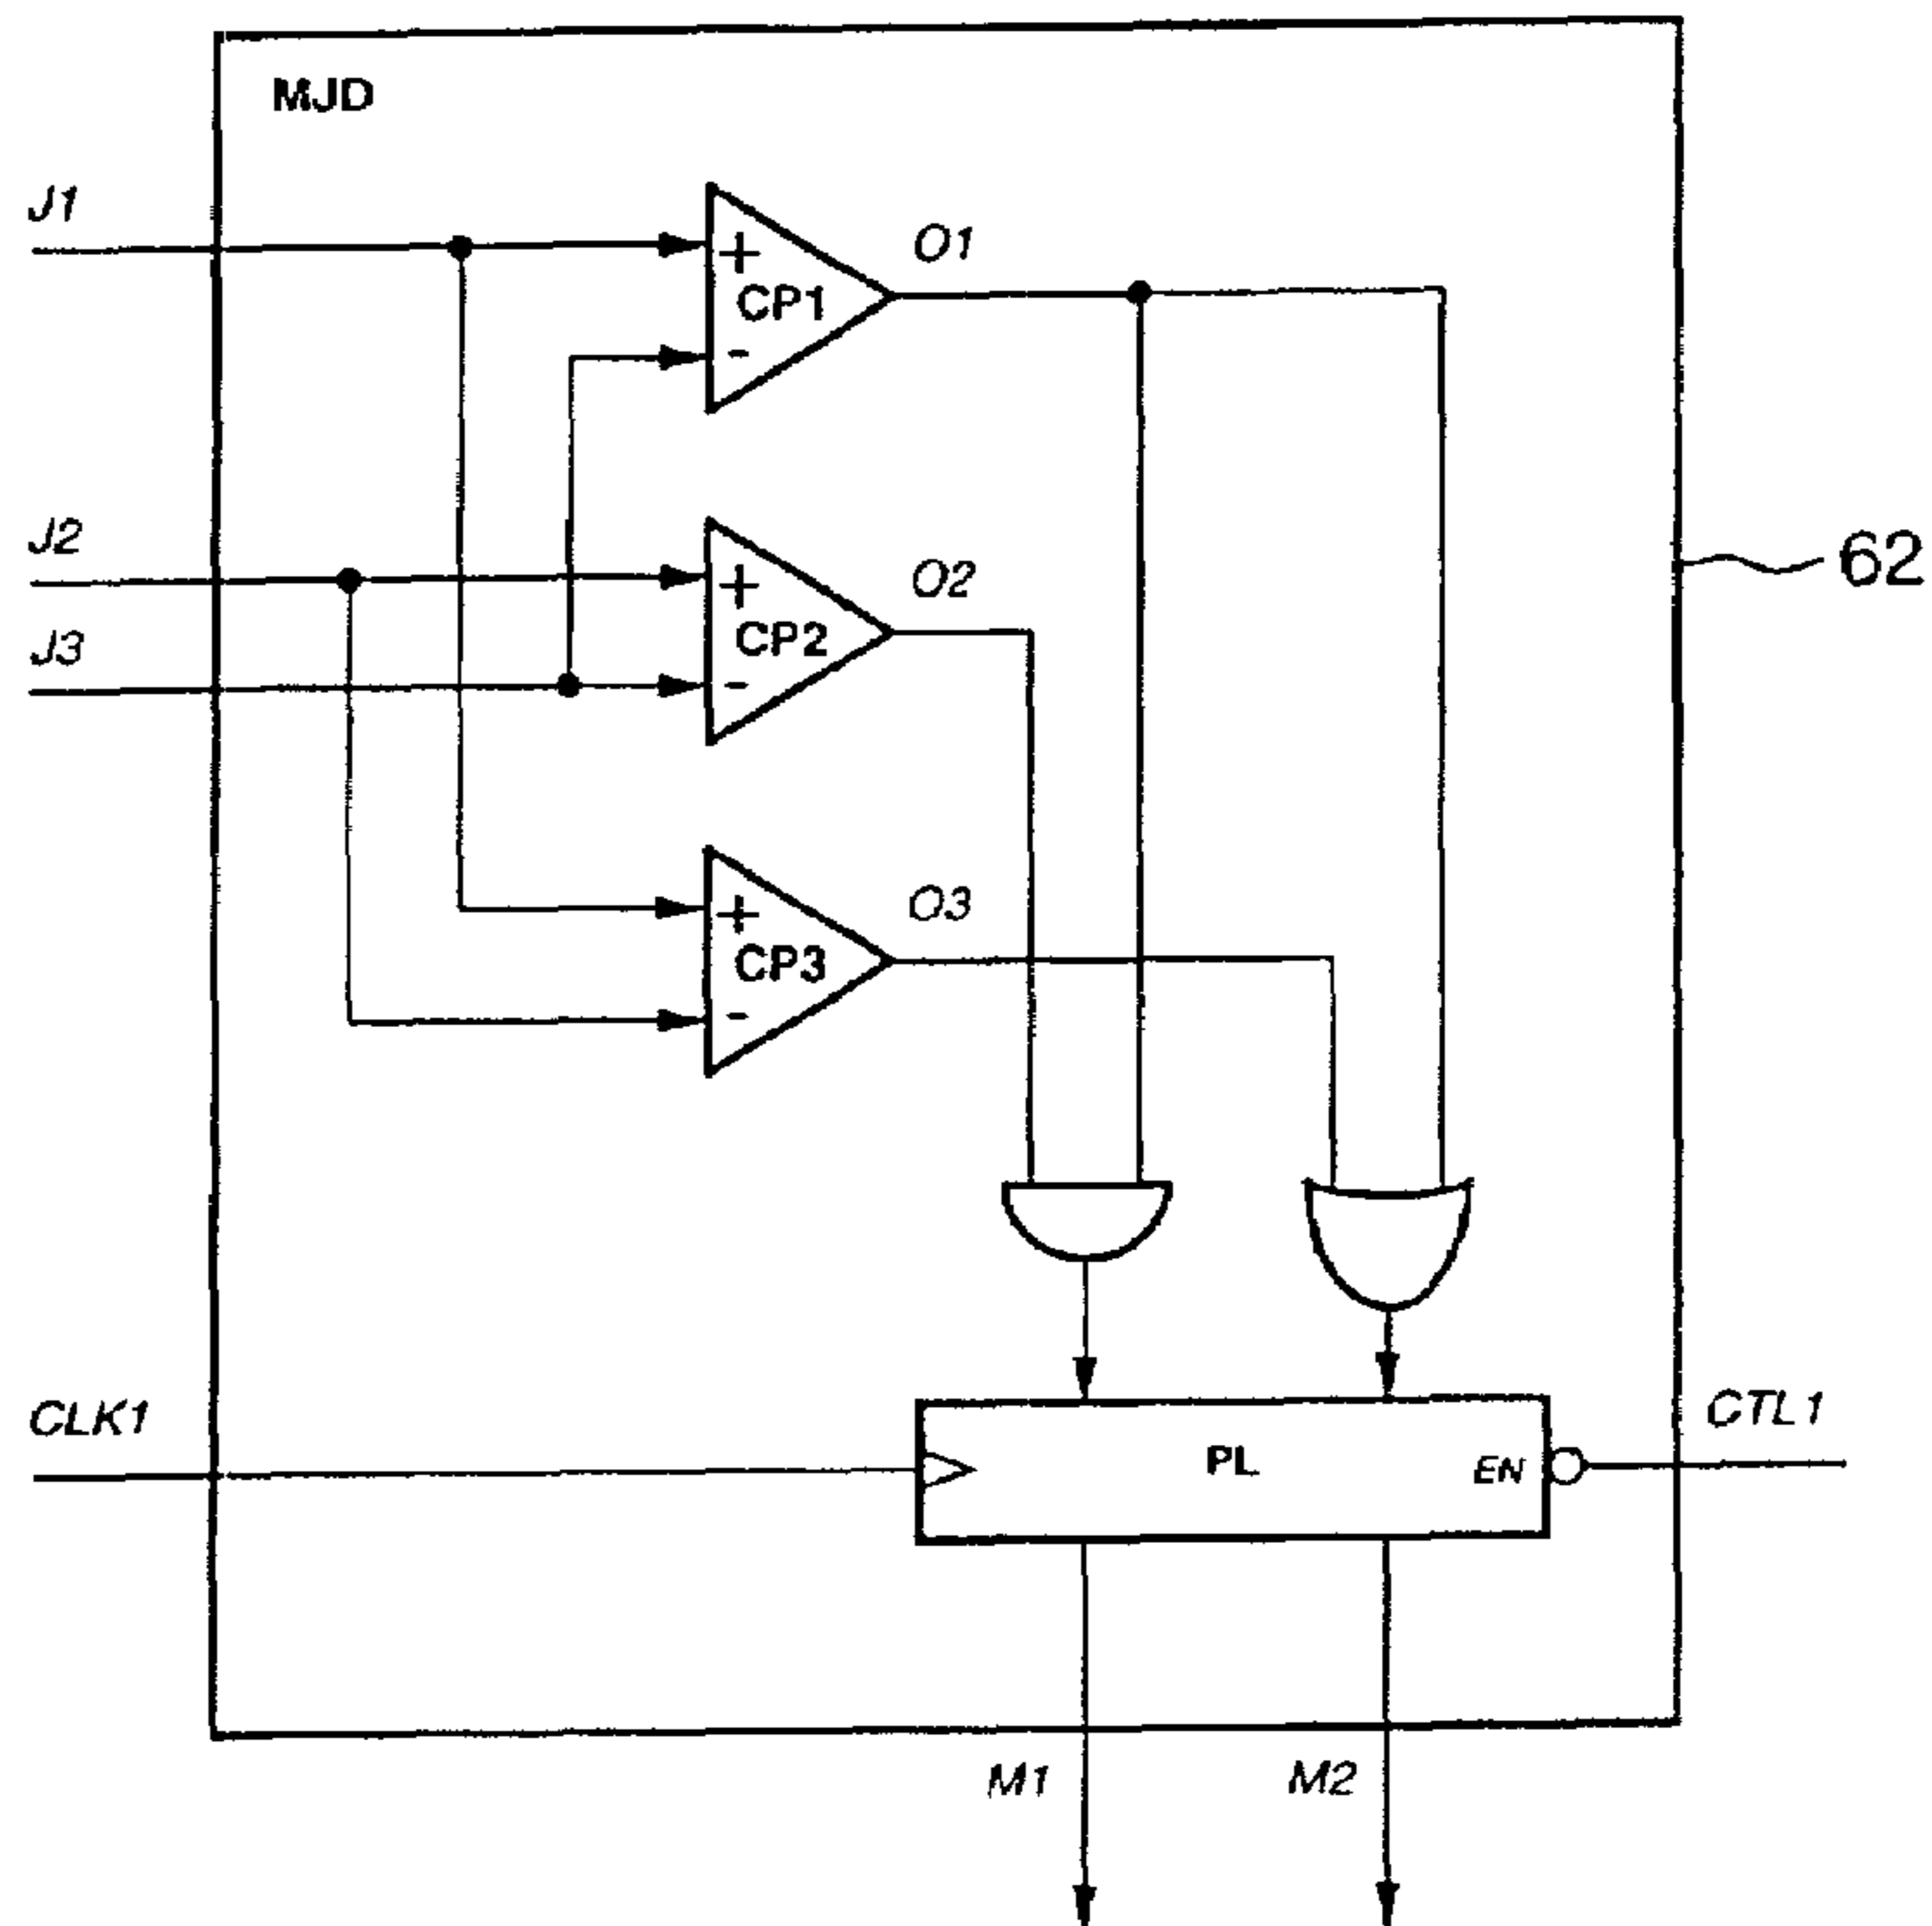 MJD
J1
+
CP1
-
O1
J2
J3
+
CP2
-
O2
62
+
CP3
-
O3
CLK1
PL
EN
CTL1
M1
M2